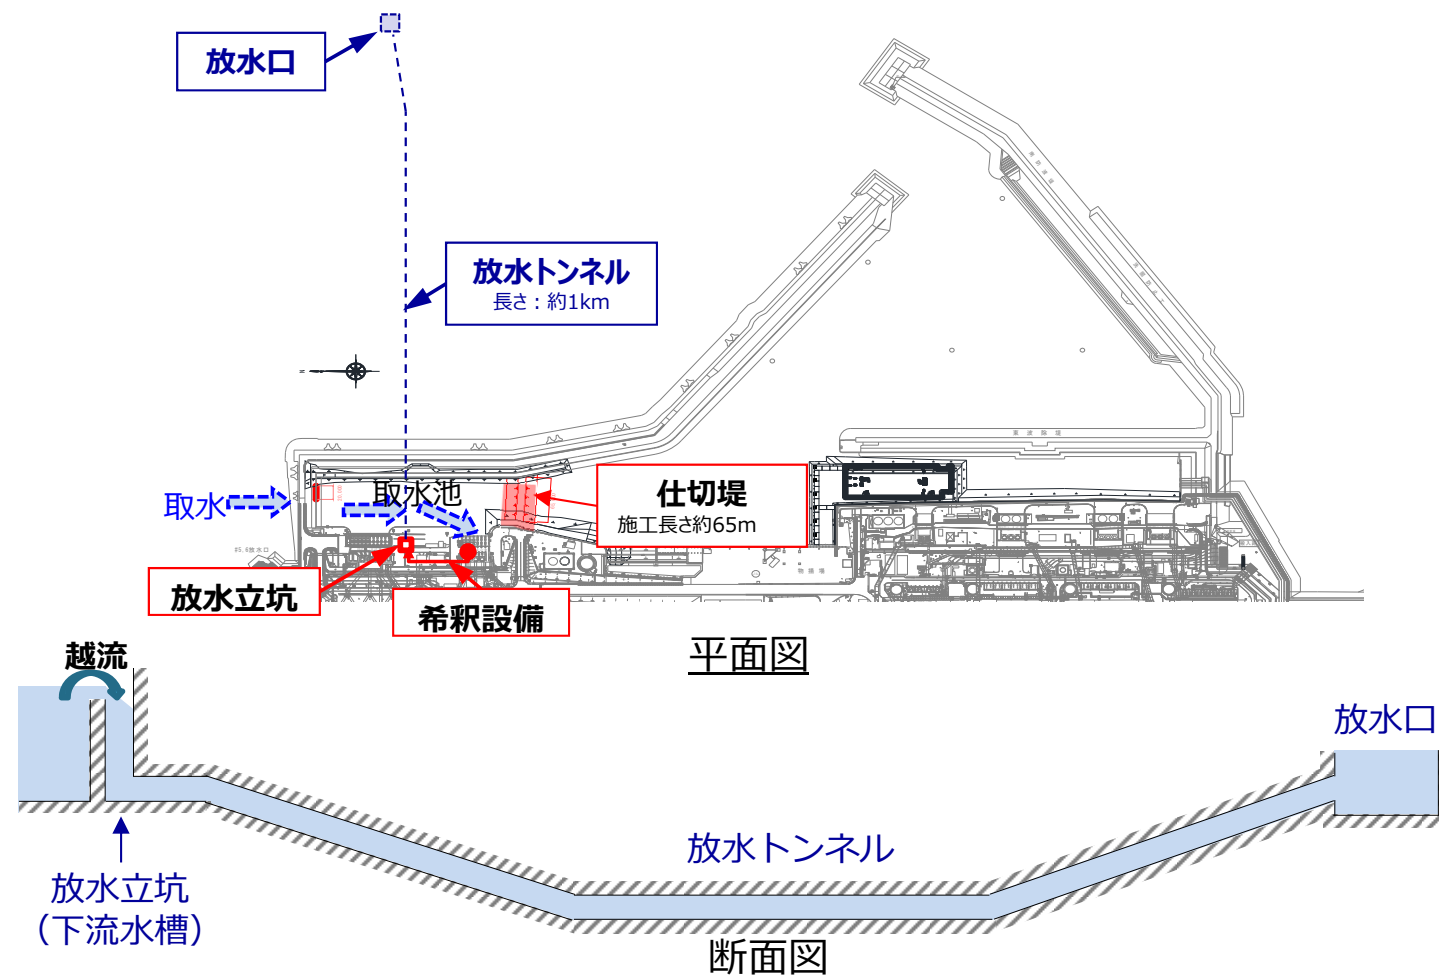 放水口
放水トンネル
長さ：約1km
取水
取水池
仕切堤
施工長さ約65m
放水立坑
希釈設備
物揚場
平面図
越流
放水口
放水立坑
（下流水槽）
放水トンネル
断面図